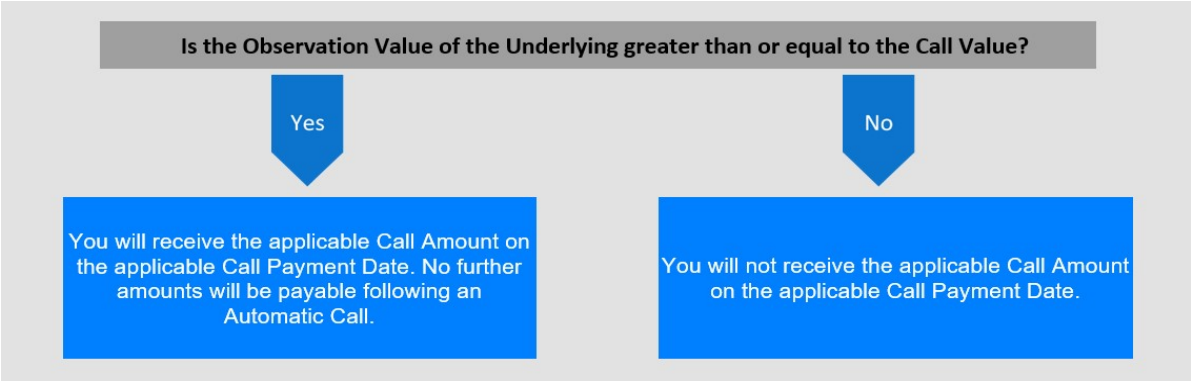 Is the Observation Value of the Underlying greater than or equal to the Call Value?
Yes
No
You will receive the applicable Call Amount on
the applicable Call Payment Date. No further
amounts will be payable following an
Automatic Call.
You will not receive the applicable Call Amount
on the applicable Call Payment Date.